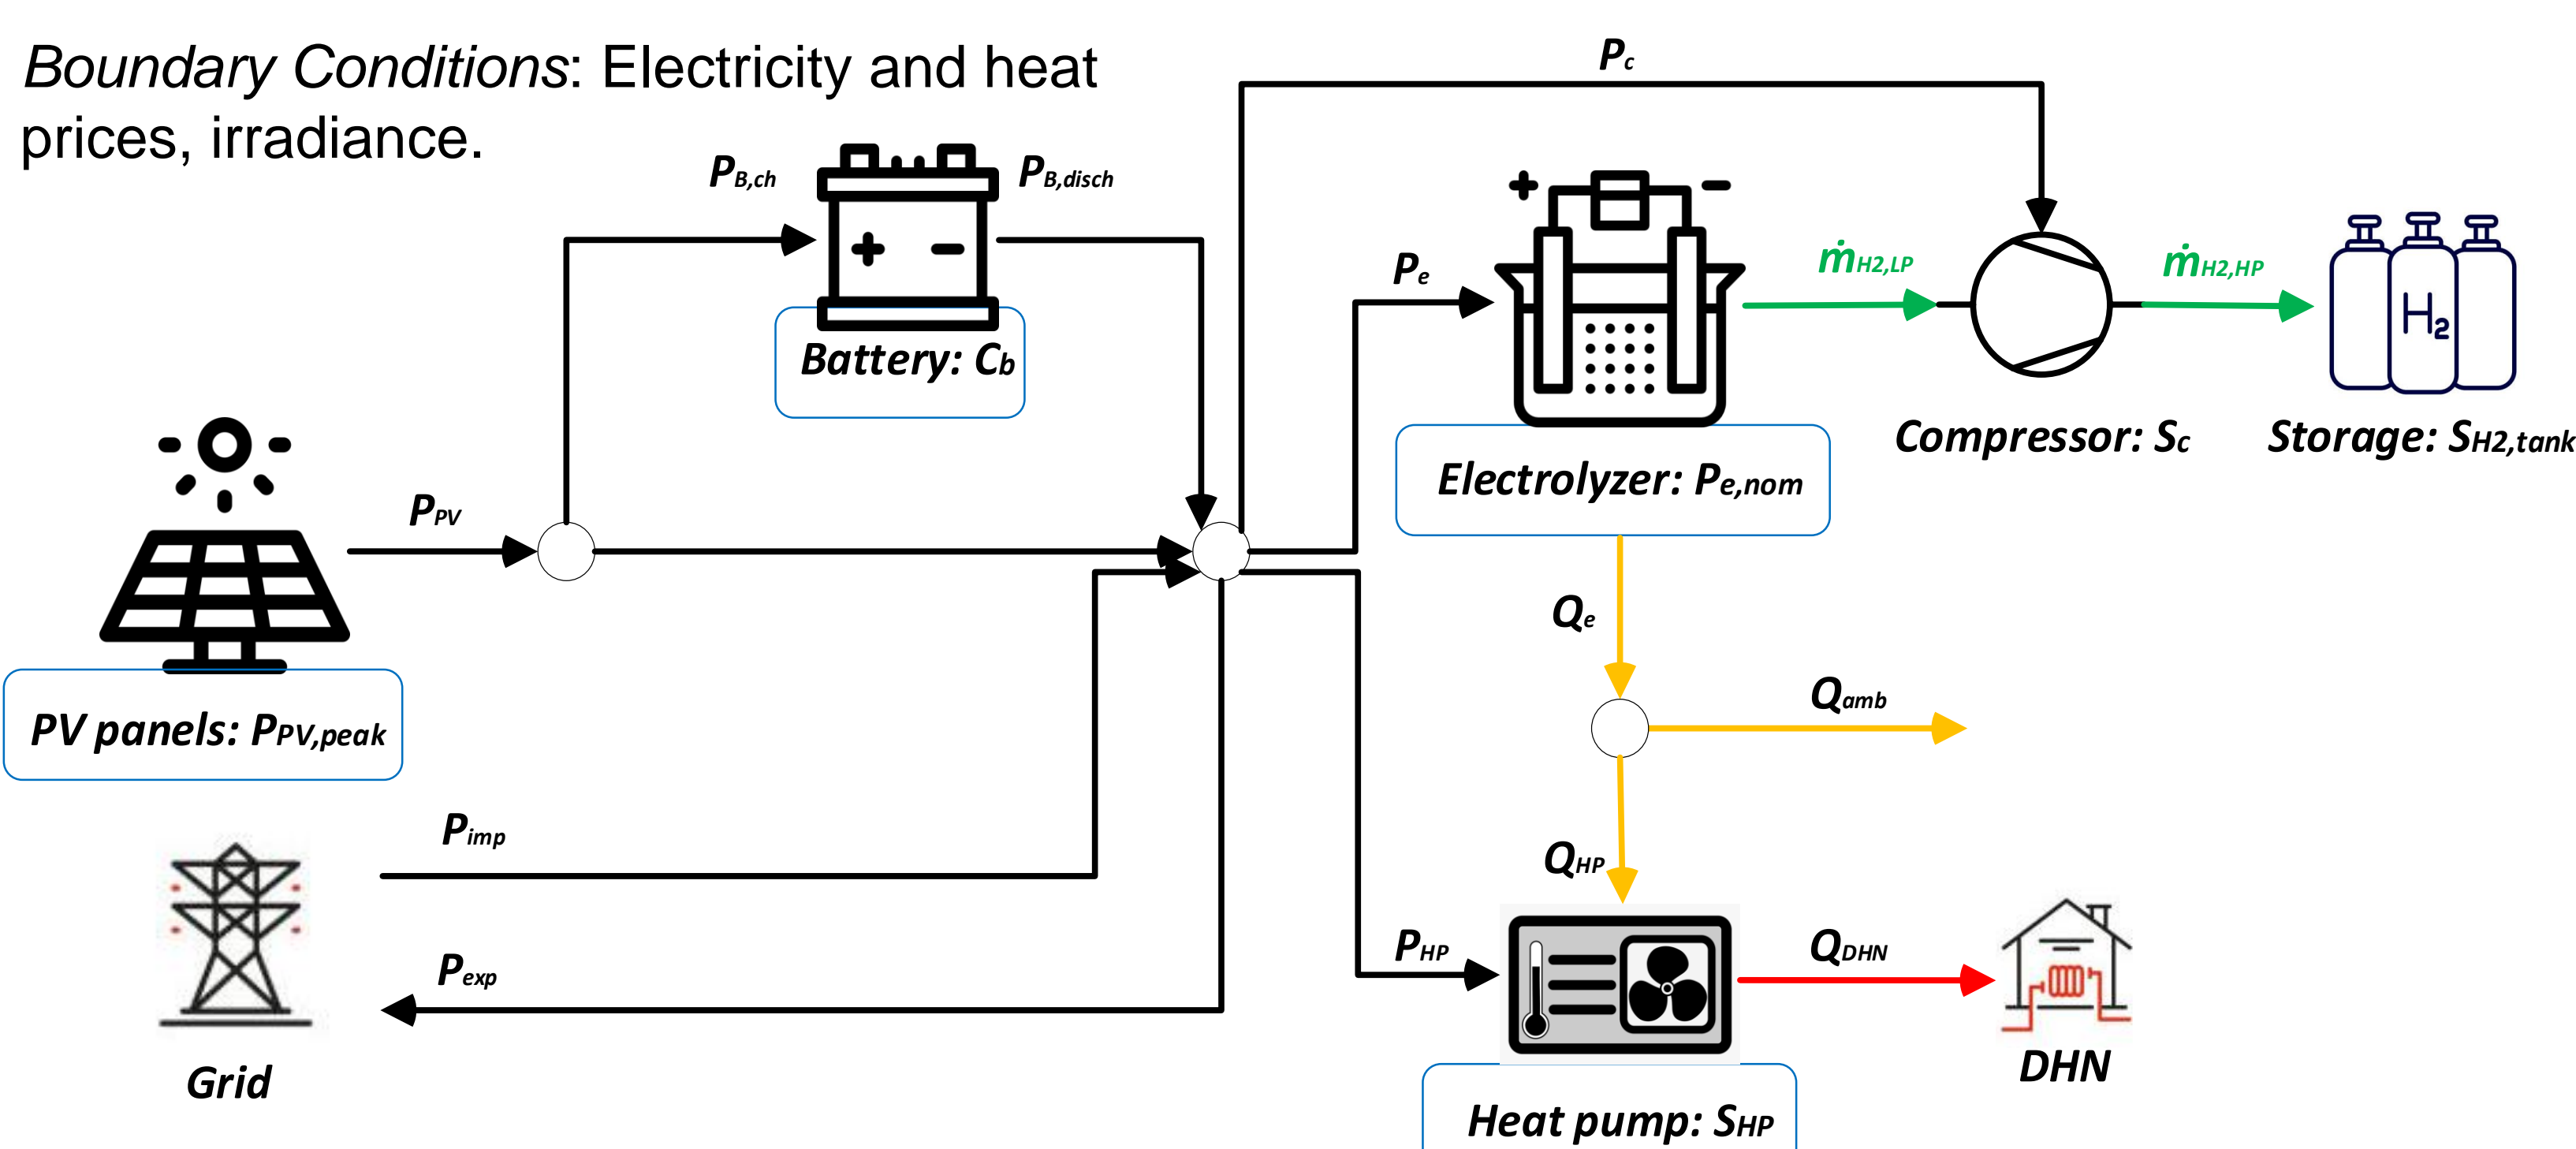 Boundary Conditions: Electricity and heat
prices, irradiance.
Pc
PB,ch
PB,disch
+ −
+ −
Battery: Cb
Pe
ṁH2,LP
ṁH2,HP
H2
Electrolyzer: Pe,nom
Compressor: Sc
Storage: SH2,tank
PPV
PV panels: PPV,peak
Qe
Qamb
QHP
Pimp
Pexp
PHP
QDHN
Grid
DHN
Heat pump: SHP